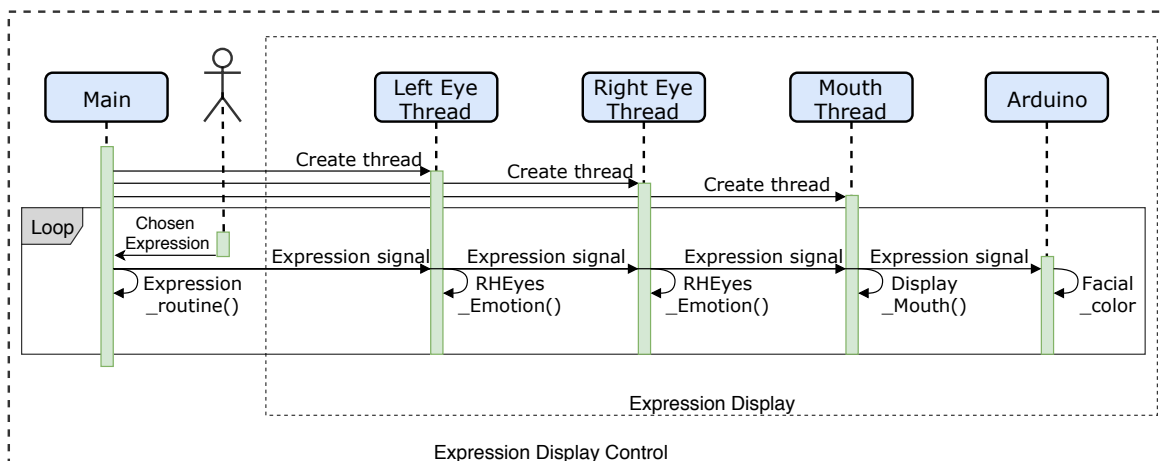 Main
Left Eye
Thread
Right Eye
Thread
Mouth
Thread
Arduino
Create thread
Create thread
Create thread
Loop
Chosen
Expression
Expression signal
Expression signal
Expression signal
Expression signal
Expression
_routine()
RHEyes
_Emotion()
RHEyes
_Emotion()
Display
_Mouth()
Facial
_color
Expression Display
Expression Display Control